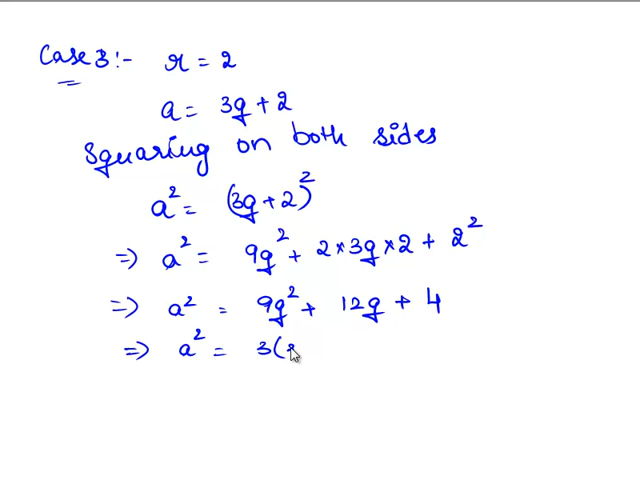 Case 3:- r = 2
a = 3q + 2
Squaring on both sides
a² = (3q + 2)²
⇒ a² = 9q² + 2×3q×2 + 2²
⇒ a² = 9q² + 12q + 4
⇒ a² = 3(